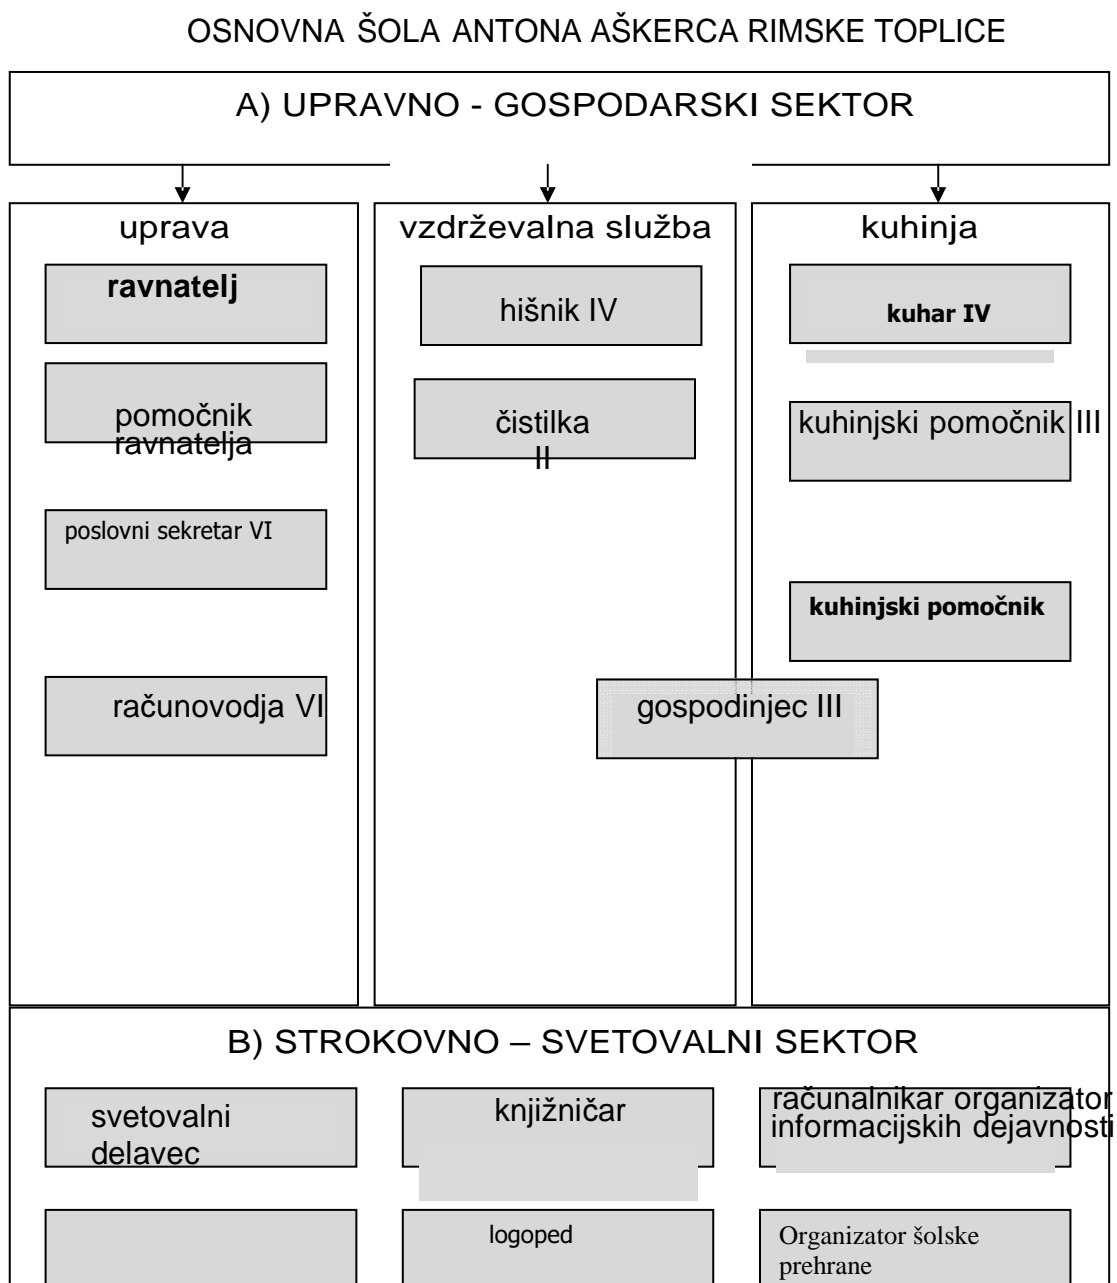 OSNOVNA ŠOLA ANTONA AŠKERCA RIMSKE TOPLICE
A) UPRAVNO - GOSPODARSKI SEKTOR
uprava
ravnatelj
pomočnik
ravnatelja
poslovni sekretar VI
računovodja VI
vzdrževalna služba
hišnik IV
čistilka
II
kuhinja
kuhar IV
kuhinjski pomočnik III
kuhinjski pomočnik
gospodinjec III
B) STROKOVNO – SVETOVALNI SEKTOR
svetovalni
delavec
knjižničar
računalnikar organizator
informacijskih dejavnosti
logoped
Organizator šolske
prehrane